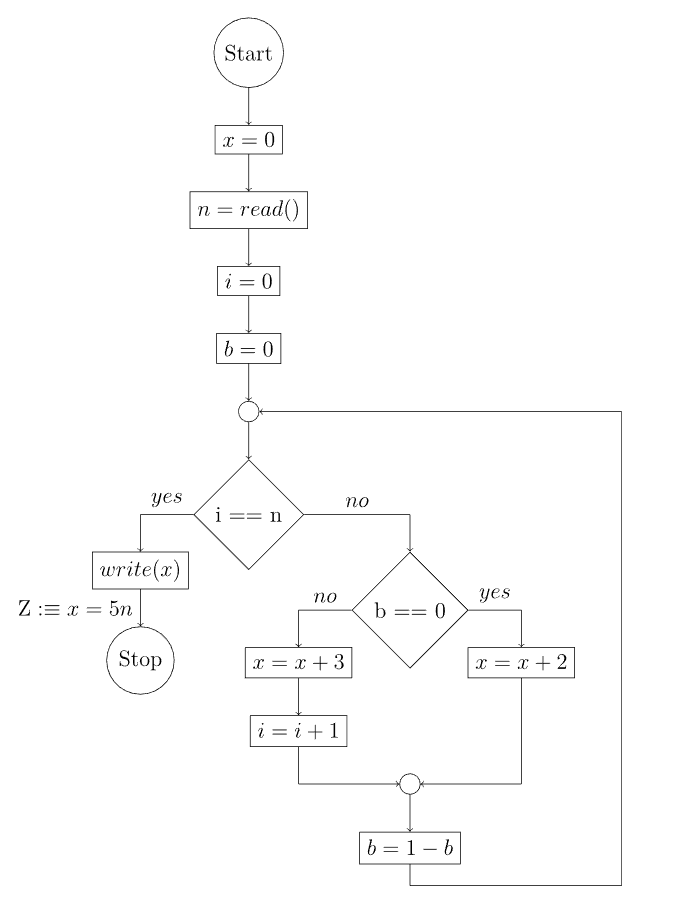 Start
x = 0
n = read()
i = 0
b = 0
i == n
yes
no
write(x)
Z :≡ x = 5n
Stop
b == 0
no
yes
x = x + 3
x = x + 2
i = i + 1
b = 1 − b